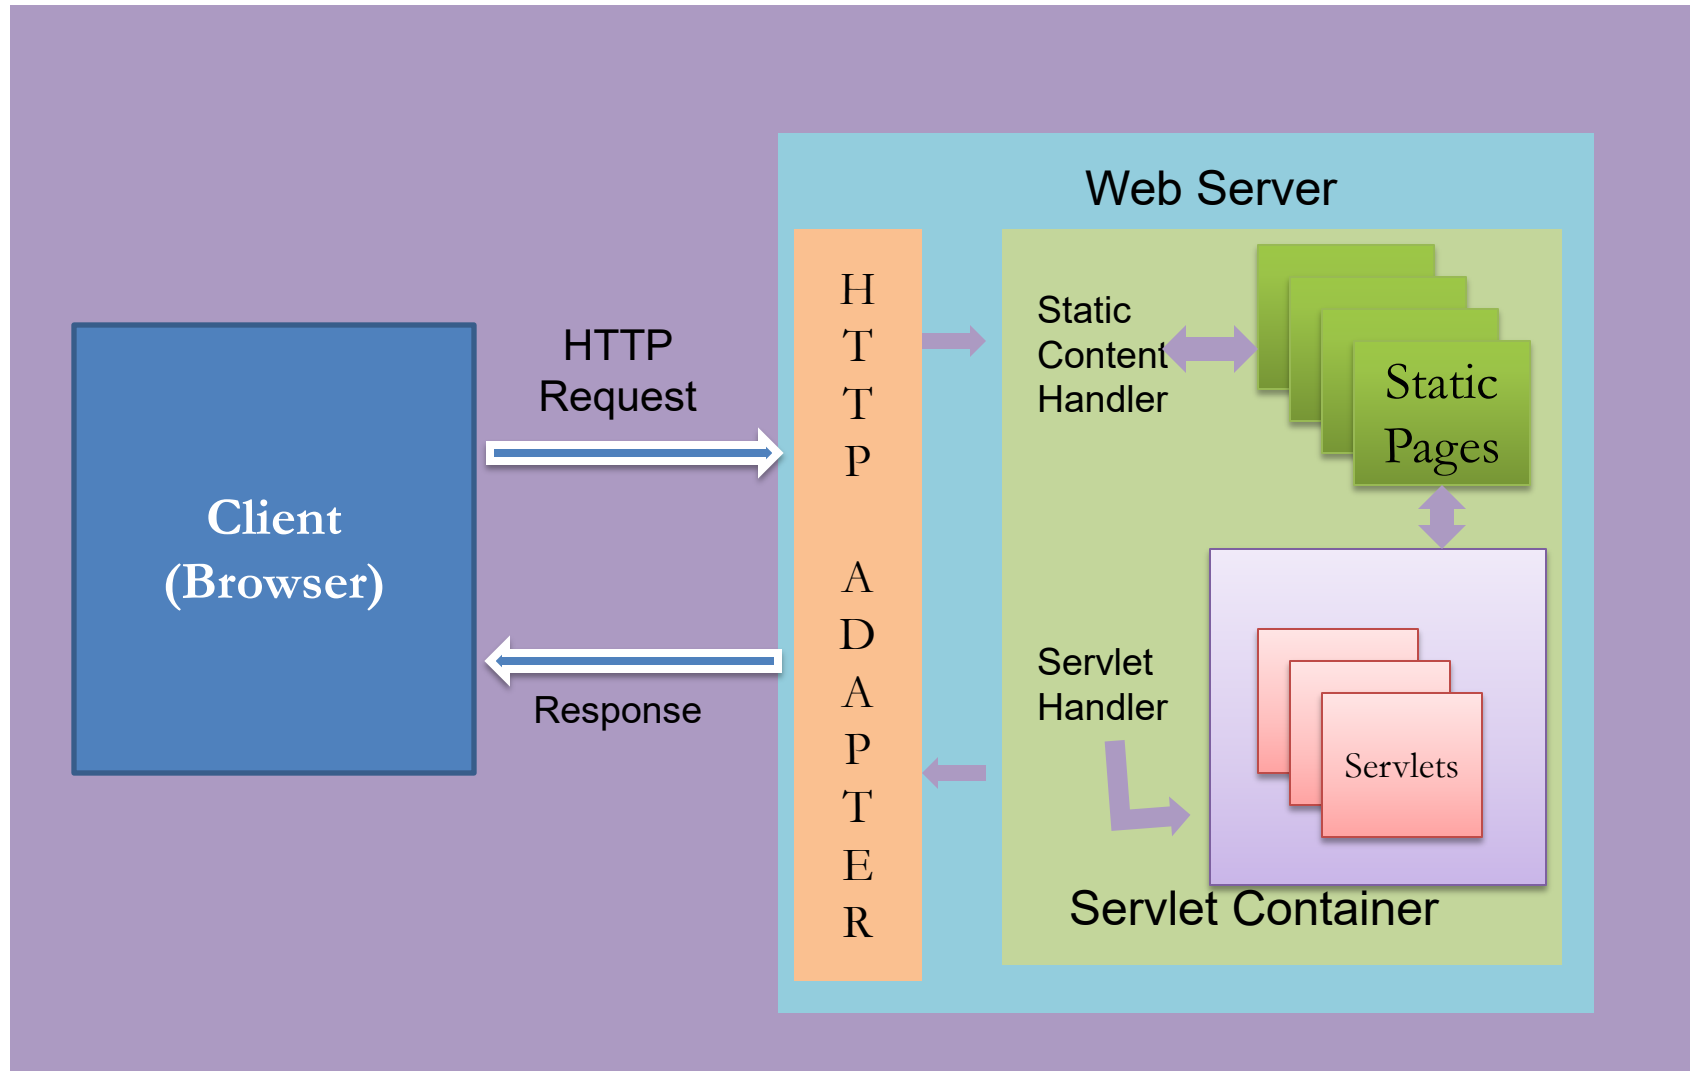 Web Server
HTTP
Request
Client
(Browser)
Response
H
T
T
P
A
D
A
P
T
E
R
Static
Content
Handler
Static
Pages
Servlet
Handler
Servlets
Servlet Container